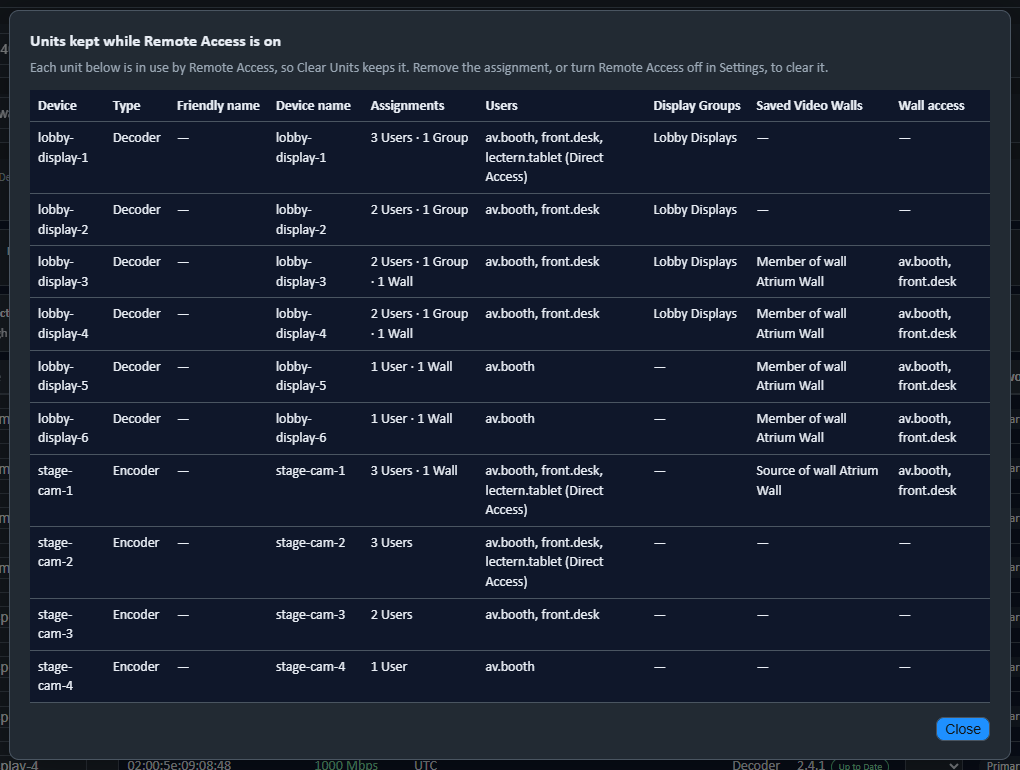 Units kept while Remote Access is on
Each unit below is in use by Remote Access, so Clear Units keeps it. Remove the assignment, or turn Remote Access off in Settings, to clear it.
Device Type Friendly name Device name Assignments Users Display Groups Saved Video Walls Wall access
lobby-display-1 Decoder — lobby-display-1 3 Users · 1 Group av.booth, front.desk, lectern.tablet (Direct Access) Lobby Displays — —
lobby-display-2 Decoder — lobby-display-2 2 Users · 1 Group av.booth, front.desk Lobby Displays — —
lobby-display-3 Decoder — lobby-display-3 2 Users · 1 Group · 1 Wall av.booth, front.desk Lobby Displays Member of wall Atrium Wall av.booth, front.desk
lobby-display-4 Decoder — lobby-display-4 2 Users · 1 Group · 1 Wall av.booth, front.desk Lobby Displays Member of wall Atrium Wall av.booth, front.desk
lobby-display-5 Decoder — lobby-display-5 1 User · 1 Wall av.booth — Member of wall Atrium Wall av.booth, front.desk
lobby-display-6 Decoder — lobby-display-6 1 User · 1 Wall av.booth — Member of wall Atrium Wall av.booth, front.desk
stage-cam-1 Encoder — stage-cam-1 3 Users · 1 Wall av.booth, front.desk, lectern.tablet (Direct Access) — Source of wall Atrium Wall av.booth, front.desk
stage-cam-2 Encoder — stage-cam-2 3 Users av.booth, front.desk, lectern.tablet (Direct Access) — — —
stage-cam-3 Encoder — stage-cam-3 2 Users av.booth, front.desk — — —
stage-cam-4 Encoder — stage-cam-4 1 User av.booth — — —
Close
play-4 02:00:5e:09:08:48 1000 Mbps UTC Decoder 2.4.1 Up to Date Primar